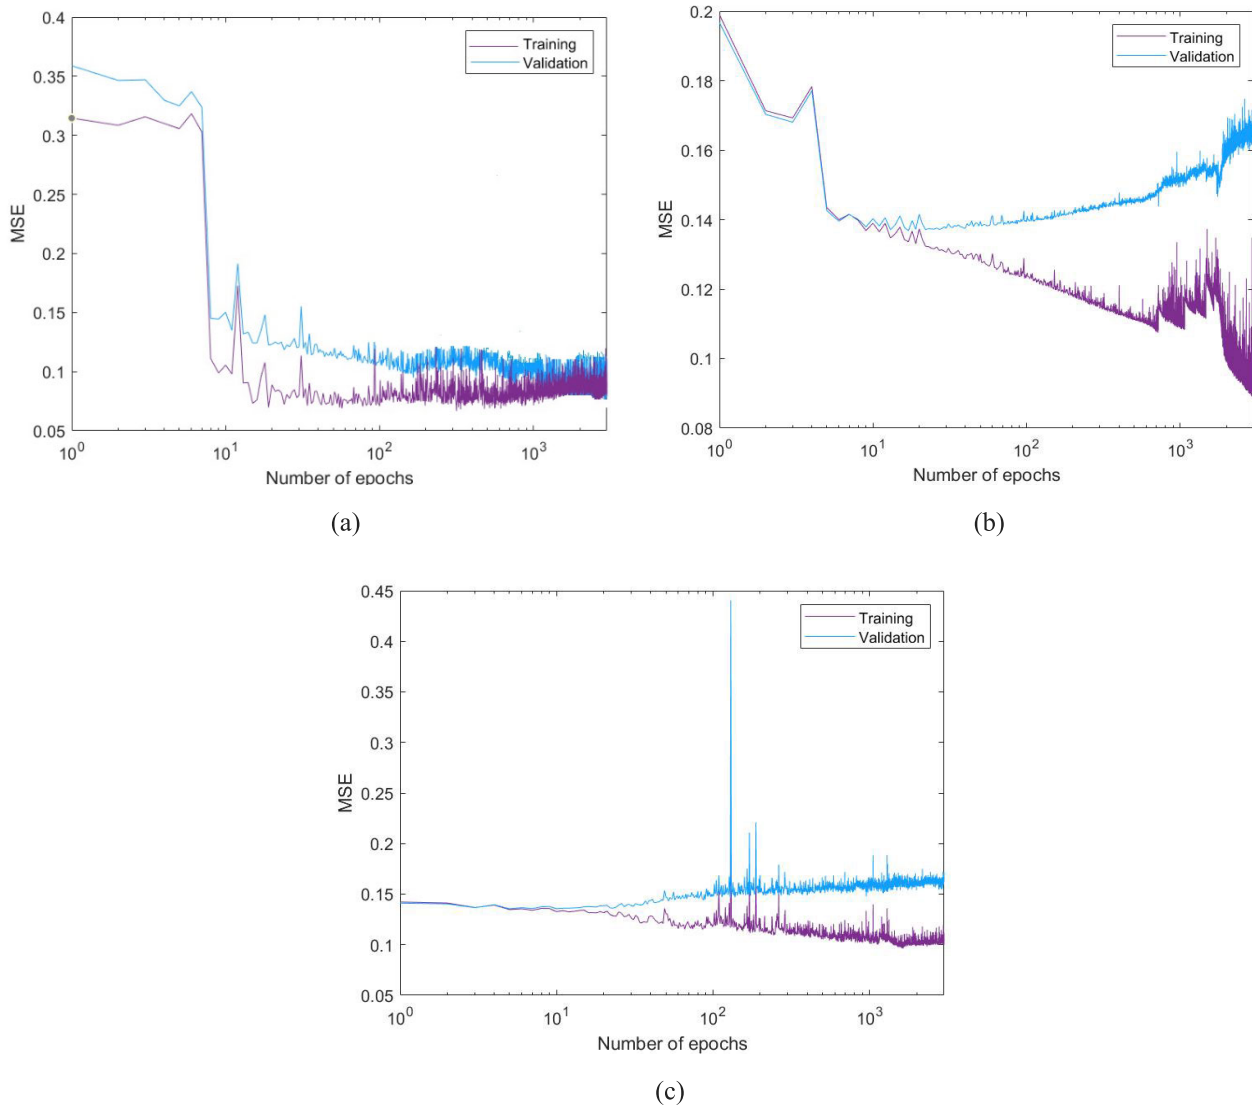 0.4
0.35
0.3
0.25
0.2
0.15
0.1
0.05
MSE
Training
Validation
10^0
10^1
10^2
10^3
Number of epochs
(a)
0.2
0.18
0.16
0.14
0.12
0.1
0.08
MSE
Training
Validation
10^0
10^1
10^2
10^3
Number of epochs
(b)
0.45
0.4
0.35
0.3
0.25
0.2
0.15
0.1
0.05
MSE
Training
Validation
10^0
10^1
10^2
10^3
Number of epochs
(c)